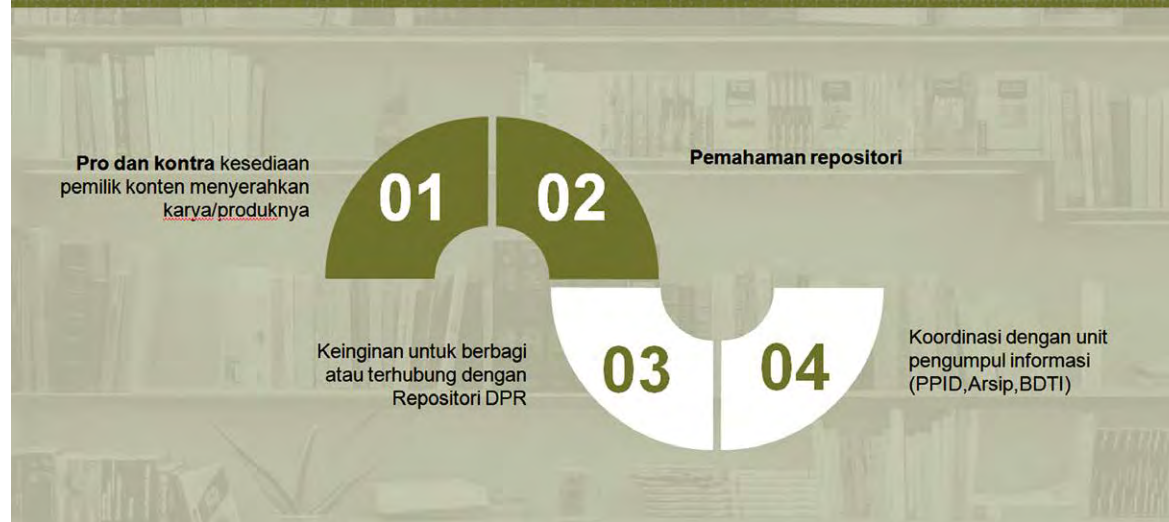 Pro dan kontra kesediaan
pemilik konten menyerahkan
karya/produknya
01
02
Pemahaman repositori
Keinginan untuk berbagi
atau terhubung dengan
Repositori DPR
03
04
Koordinasi dengan unit
pengumpul informasi
(PPID,Arsip,BDTI)